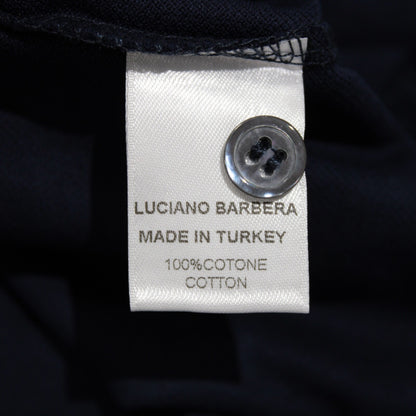 LUCIANO BARBERA
MADE IN TURKEY
100%COTONE
COTTON